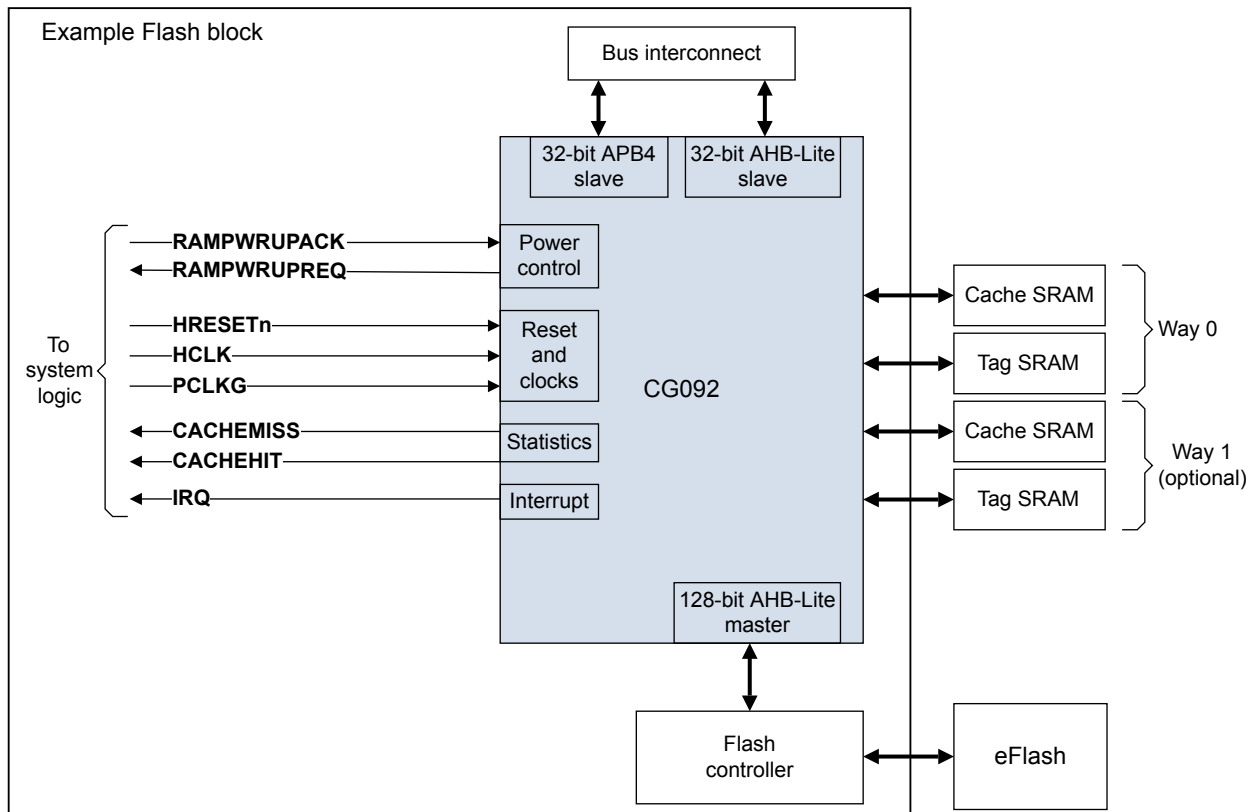 Example Flash block
Bus interconnect
32-bit APB4
slave
32-bit AHB-Lite
slave
RAMPWRUPACK
RAMPWRUPREQ
Power
control
HRESETn
HCLK
PCLKG
Reset
and
clocks
To
system
logic
CACHEMISS
CACHEHIT
Statistics
IRQ
Interrupt
CG092
Cache SRAM
Tag SRAM
Way 0
Cache SRAM
Tag SRAM
Way 1
(optional)
128-bit AHB-Lite
master
Flash
controller
eFlash